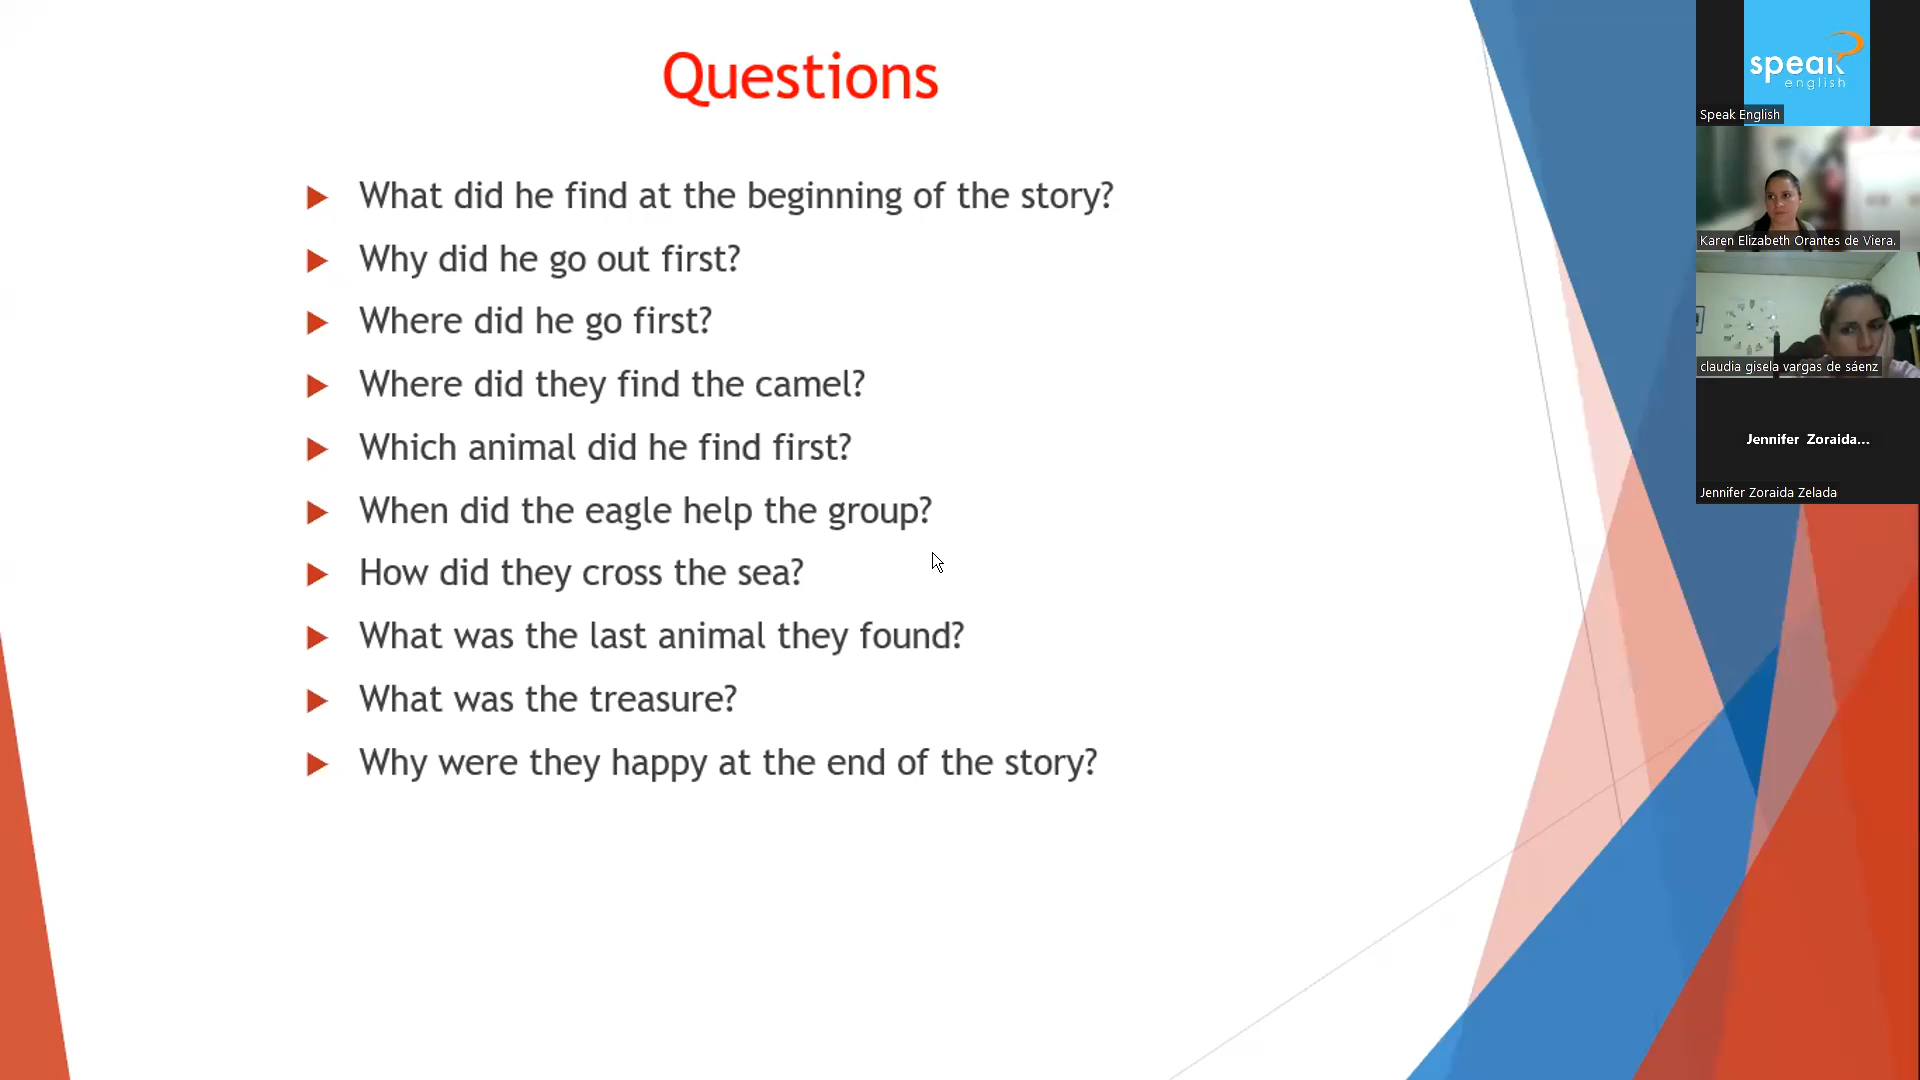 Questions
What did he find at the beginning of the story?
Why did he go out first?
Where did he go first?
Where did they find the camel?
Which animal did he find first?
When did the eagle help the group?
How did they cross the sea?
What was the last animal they found?
What was the treasure?
Why were they happy at the end of the story?
speak
english
Speak English
Karen Elizabeth Orantes de Viera.
claudia gisela vargas de sáenz
Jennifer Zoraida...
Jennifer Zoraida Zelada